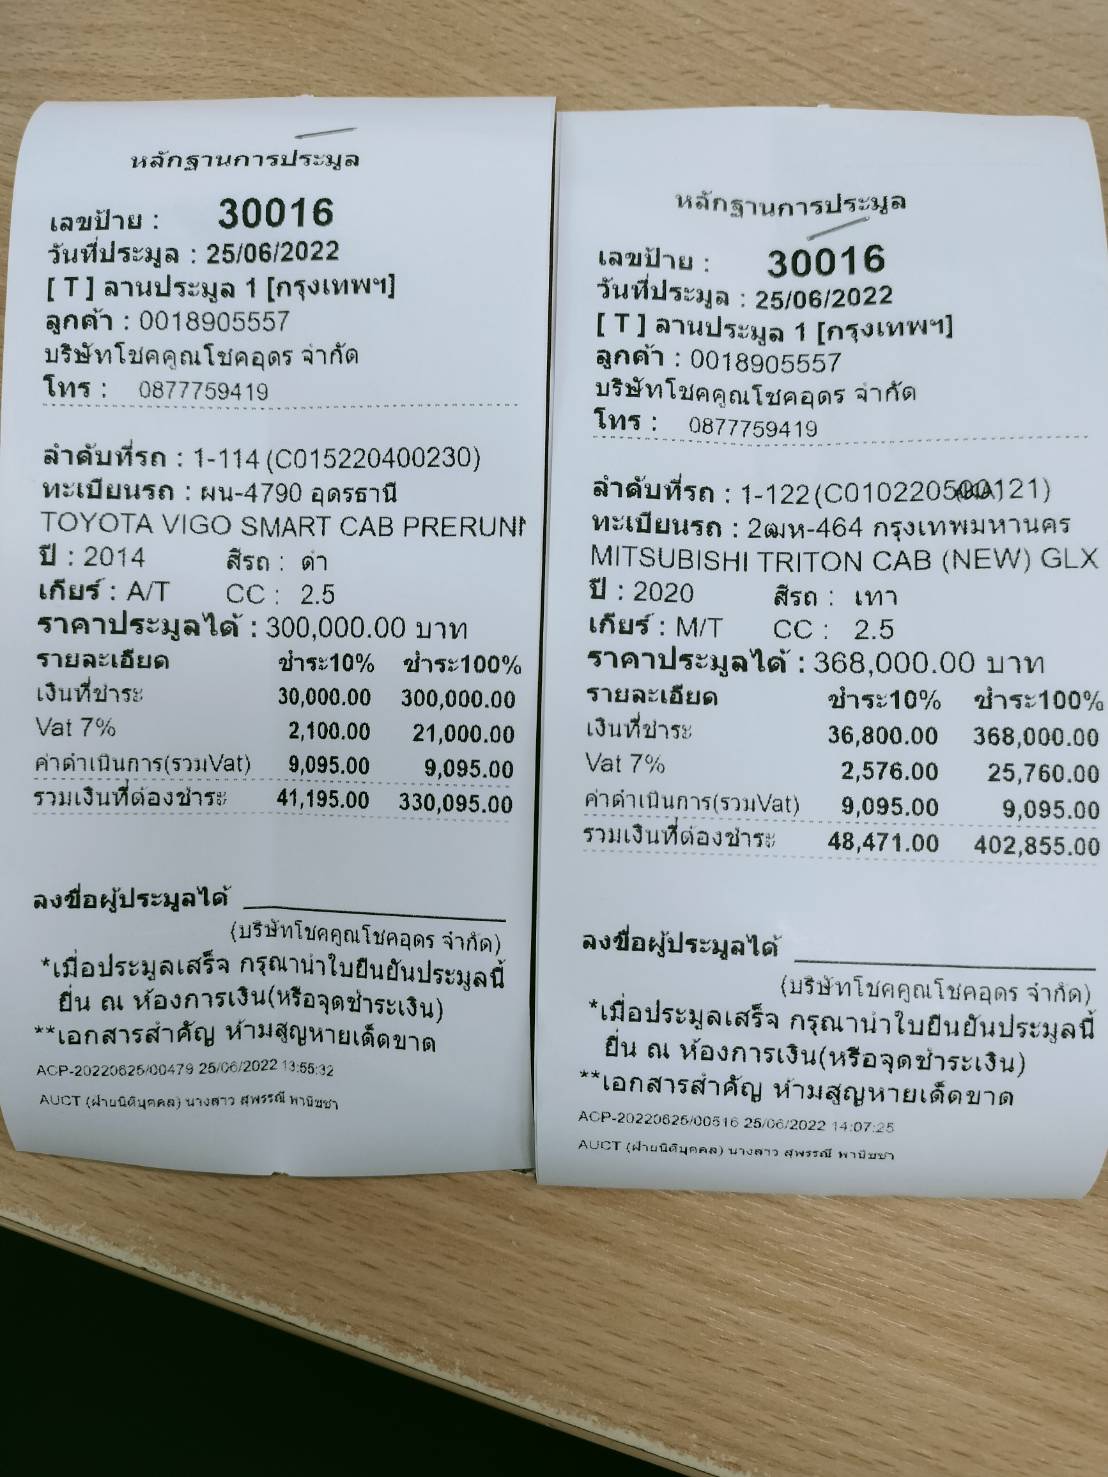 หลักฐานการประมูล
เลขป้าย : 30016
วันที่ประมูล : 25/06/2022
[ T ] ลานประมูล 1 [กรุงเทพฯ]
ลูกค้า : 0018905557
บริษัทโชคคูณโชคอุดร จำกัด
โทร : 0877759419
ลำดับที่รถ : 1-114 (C015220400230)
ทะเบียนรถ : ผน-4790 อุดรธานี
TOYOTA VIGO SMART CAB PRERUNN
ปี : 2014 สีรถ : ดำ
เกียร์ : A/T CC : 2.5
ราคาประมูลได้ : 300,000.00 บาท
รายละเอียด ชำระ10% ชำระ100%
เงินที่ชำระ 30,000.00 300,000.00
Vat 7% 2,100.00 21,000.00
ค่าดำเนินการ(รวมVat) 9,095.00 9,095.00
รวมเงินที่ต้องชำระ 41,195.00 330,095.00
ลงชื่อผู้ประมูลได้
(บริษัทโชคคูณโชคอุดร จำกัด)
*เมื่อประมูลเสร็จ กรุณานำใบยืนยันประมูลนี้
ยื่น ณ ห้องการเงิน(หรือจุดชำระเงิน)
**เอกสารสำคัญ ห้ามสูญหายเด็ดขาด
ACP-20220625/00479 25/06/2022 13:55:32
AUCT (ฝ่ายนิติบุคคล) นางสาว สุพรรณี พานิชชา
หลักฐานการประมูล
เลขป้าย : 30016
วันที่ประมูล : 25/06/2022
[ T ] ลานประมูล 1 [กรุงเทพฯ]
ลูกค้า : 0018905557
บริษัทโชคคูณโชคอุดร จำกัด
โทร : 0877759419
ลำดับที่รถ : 1-122 (C010220500121)
ทะเบียนรถ : 2ฒห-464 กรุงเทพมหานคร
MITSUBISHI TRITON CAB (NEW) GLX
ปี : 2020 สีรถ : เทา
เกียร์ : M/T CC : 2.5
ราคาประมูลได้ : 368,000.00 บาท
รายละเอียด ชำระ10% ชำระ100%
เงินที่ชำระ 36,800.00 368,000.00
Vat 7% 2,576.00 25,760.00
ค่าดำเนินการ(รวมVat) 9,095.00 9,095.00
รวมเงินที่ต้องชำระ 48,471.00 402,855.00
ลงชื่อผู้ประมูลได้
(บริษัทโชคคูณโชคอุดร จำกัด)
*เมื่อประมูลเสร็จ กรุณานำใบยืนยันประมูลนี้
ยื่น ณ ห้องการเงิน(หรือจุดชำระเงิน)
**เอกสารสำคัญ ห้ามสูญหายเด็ดขาด
ACP-20220625/00516 25/06/2022 14:07:25
AUCT (ฝ่ายนิติบุคคล) นางสาว สุพรรณี พานิชชา